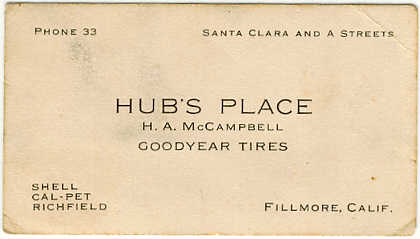 PHONE 33
SANTA CLARA AND A STREETS
HUB'S PLACE
H. A. MCCAMPBELL
GOODYEAR TIRES
SHELL
CAL-PET
RICHFIELD
FILLMORE, CALIF.